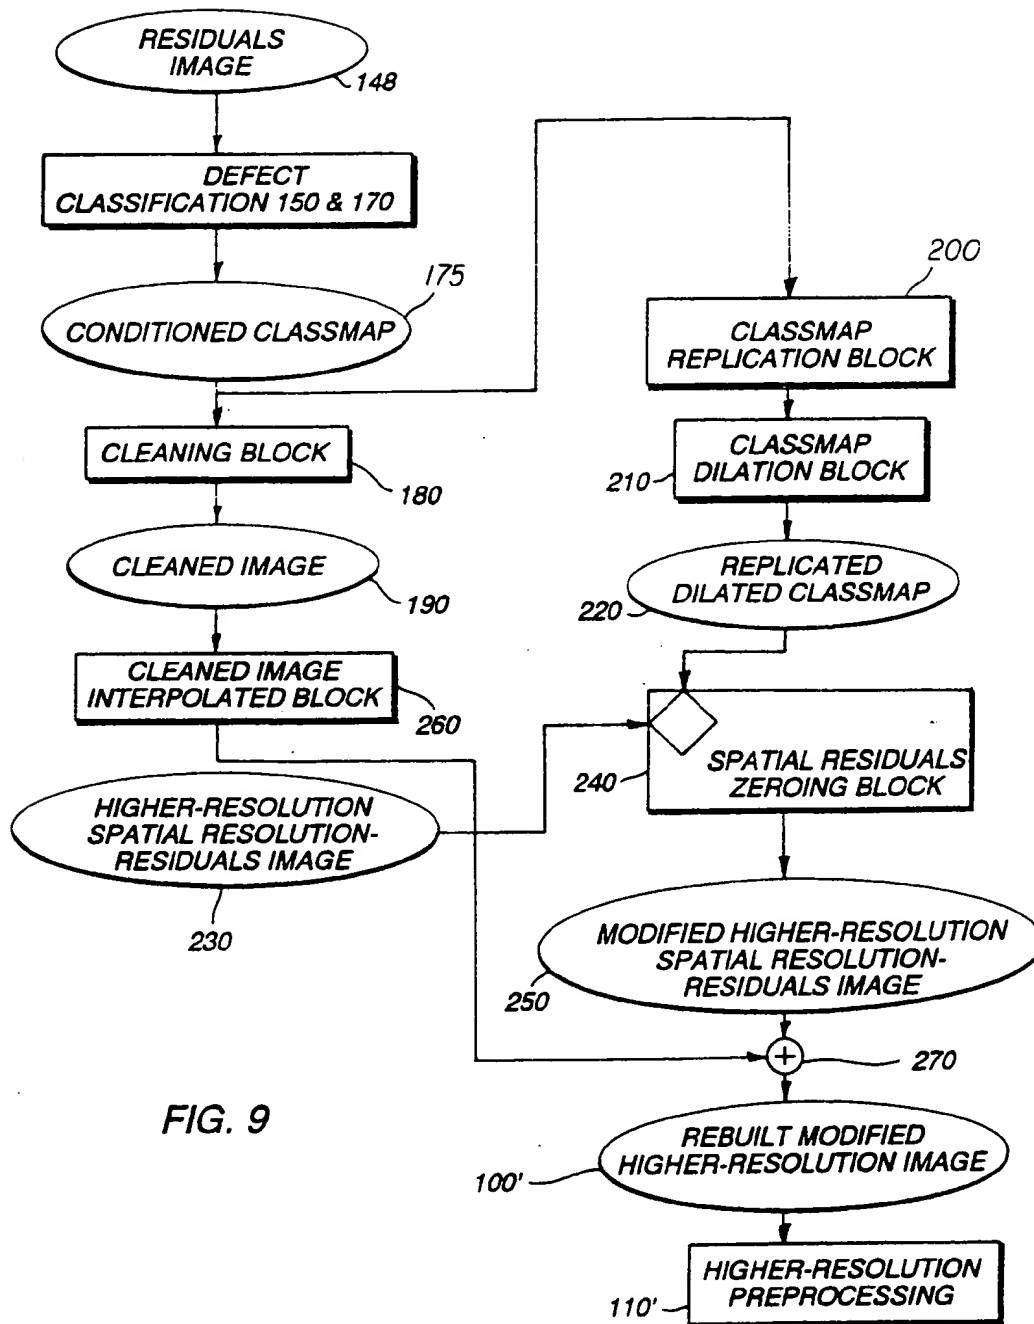 RESIDUALS
IMAGE
148
DEFECT
CLASSIFICATION 150 & 170
175
CONDITIONED CLASSMAP
200
CLASSMAP
REPLICATION BLOCK
CLEANING BLOCK
180
CLASSMAP
DILATION BLOCK
210
CLEANED IMAGE
190
REPLICATED
DILATED CLASSMAP
220
CLEANED IMAGE
INTERPOLATED BLOCK
260
SPATIAL RESIDUALS
ZEROING BLOCK
240
HIGHER-RESOLUTION
SPATIAL RESOLUTION-
RESIDUALS IMAGE
230
MODIFIED HIGHER-RESOLUTION
SPATIAL RESOLUTION-
RESIDUALS IMAGE
250
+
270
FIG. 9
REBUILT MODIFIED
HIGHER-RESOLUTION IMAGE
100'
HIGHER-RESOLUTION
PREPROCESSING
110'